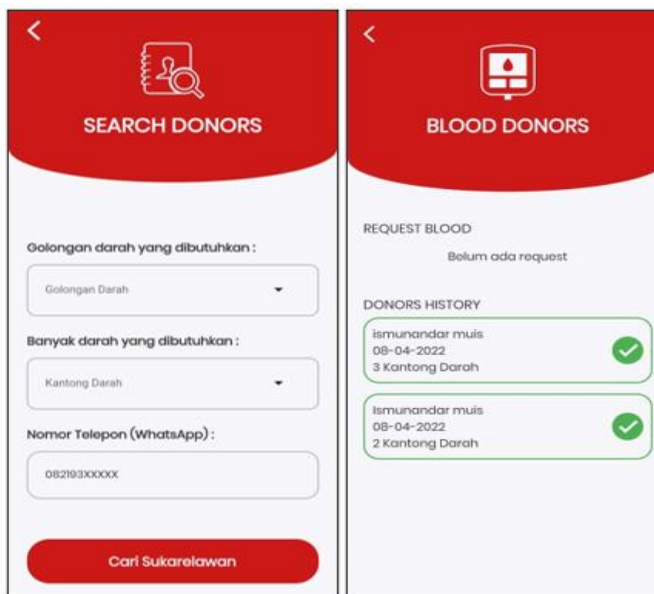 SEARCH DONORS
Golongan darah yang dibutuhkan :
Golongan Darah
Banyak darah yang dibutuhkan :
Kantong Darah
Nomor Telepon (WhatsApp) :
082193XXXXX
Cari Sukarelawan
BLOOD DONORS
REQUEST BLOOD
Belum ada request
DONORS HISTORY
ismunandar muis
08-04-2022
3 Kantong Darah
Ismunandar muis
08-04-2022
2 Kantong Darah